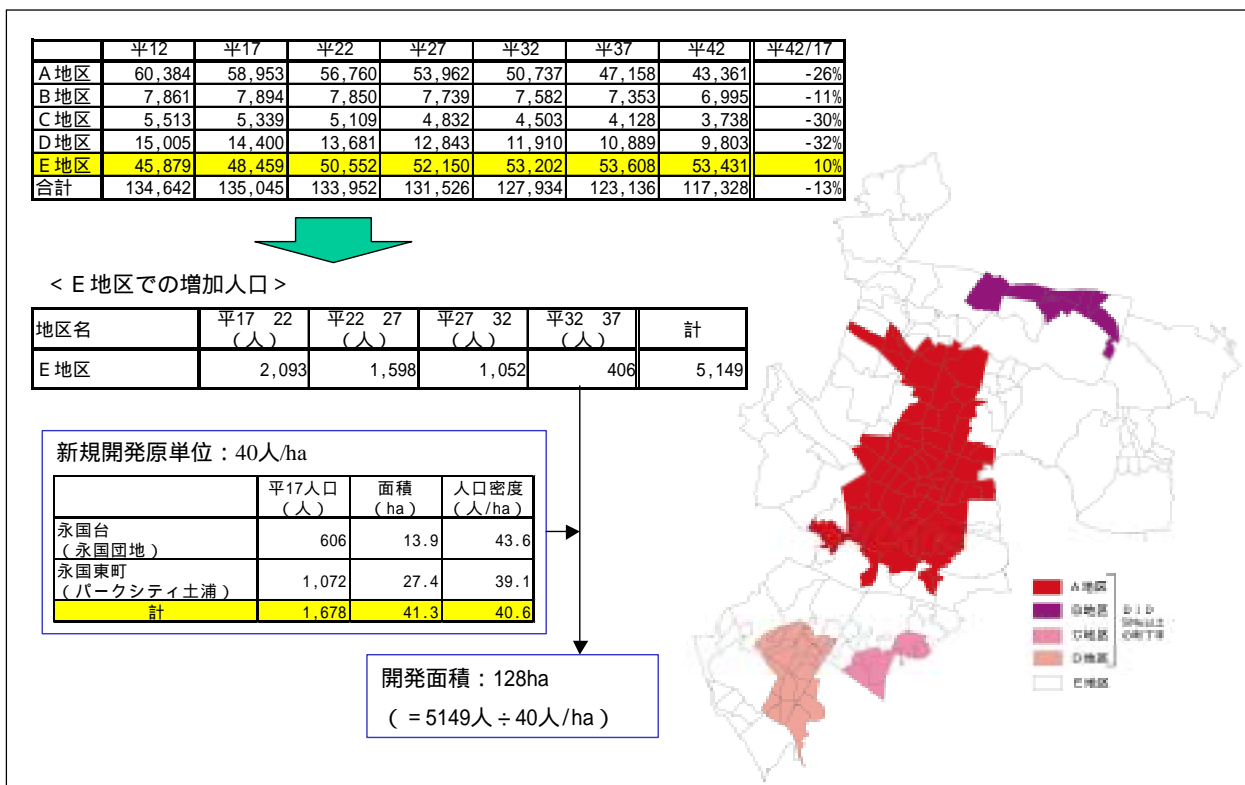 平12 平17 平22 平27 平32 平37 平42 平42/17
A地区 60,384 58,953 56,760 53,962 50,737 47,158 43,361 -26%
B地区 7,861 7,894 7,850 7,739 7,582 7,353 6,995 -11%
C地区 5,513 5,339 5,109 4,832 4,503 4,128 3,738 -30%
D地区 15,005 14,400 13,681 12,843 11,910 10,889 9,803 -32%
E地区 45,879 48,459 50,552 52,150 53,202 53,608 53,431 10%
合計 134,642 135,045 133,952 131,526 127,934 123,136 117,328 -13%
＜E地区での増加人口＞
地区名 平17 22（人） 平22 27（人） 平27 32（人） 平32 37（人） 計
E地区 2,093 1,598 1,052 406 5,149
新規開発原単位：40人/ha
平17人口（人） 面積（ha） 人口密度（人/ha）
永国台
（永国団地） 606 13.9 43.6
永国東町
（パークシティ土浦） 1,072 27.4 39.1
計 1,678 41.3 40.6
開発面積：128ha
（＝5149人÷40人/ha）
A地区
B地区
C地区
D地区
E地区
DID